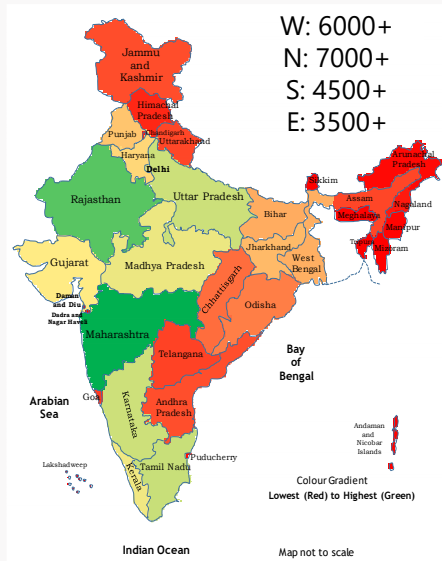 W: 6000+
N: 7000+
S: 4500+
E: 3500+
Jammu
and
Kashmir
Himachal
Pradesh
Punjab
Chandigarh
Uttarakhand
Haryana
Delhi
Rajasthan
Uttar Pradesh
Sikkim
Arunachal
Pradesh
Assam
Nagaland
Meghalaya
Manipur
Tripura
Mizoram
Bihar
Jharkhand
West
Bengal
Gujarat
Madhya Pradesh
Chhattisgarh
Odisha
Daman
and Diu
Dadra and
Nagar Haveli
Maharashtra
Telangana
Bay
of
Bengal
Arabian
Sea
Goa
Karnataka
Andhra
Pradesh
Andaman
and
Nicobar
Islands
Puducherry
Lakshadweep
Kerala
Tamil Nadu
Colour Gradient
Lowest (Red) to Highest (Green)
Indian Ocean
Map not to scale